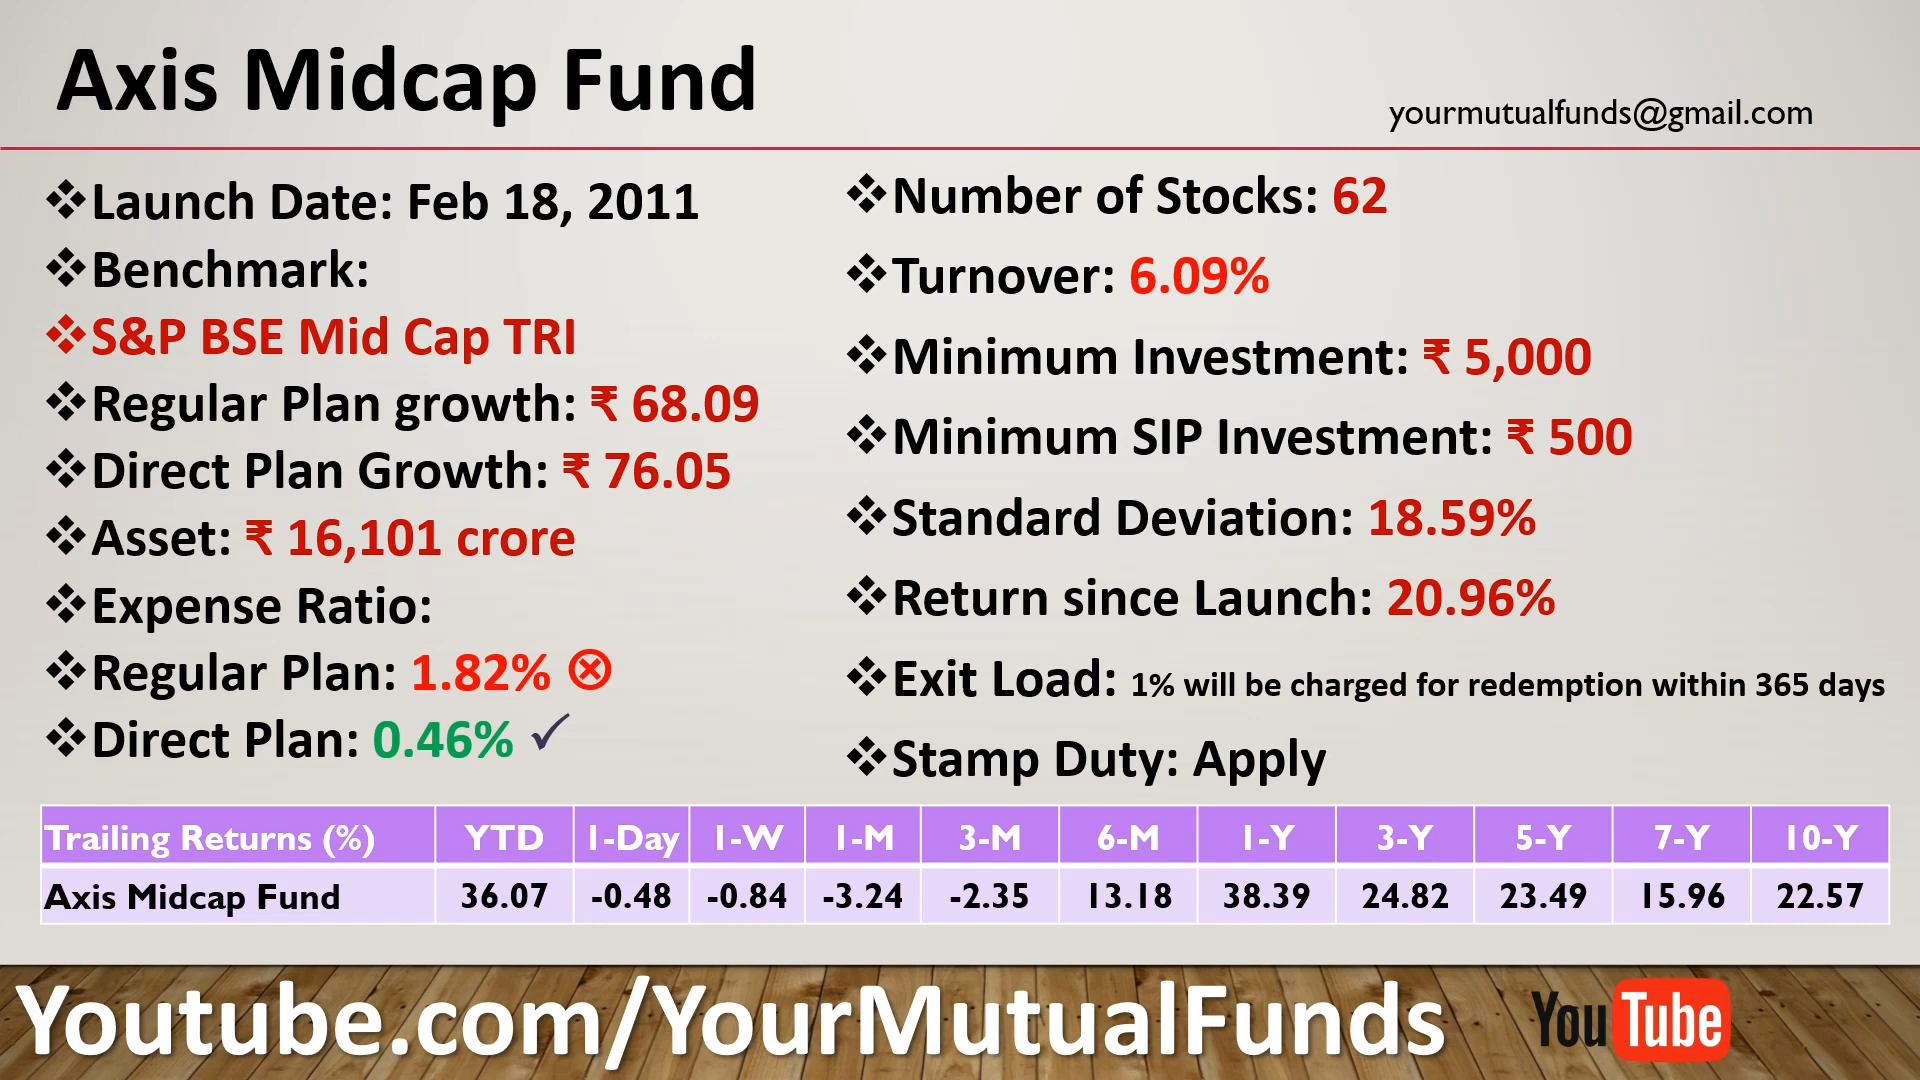 Axis Midcap Fund
yourmutualfunds@gmail.com
❖Launch Date: Feb 18, 2011
❖Benchmark:
❖S&P BSE Mid Cap TRI
❖Regular Plan growth: ₹ 68.09
❖Direct Plan Growth: ₹ 76.05
❖Asset: ₹ 16,101 crore
❖Expense Ratio:
❖Regular Plan: 1.82% ⊗
❖Direct Plan: 0.46% ✓
❖Number of Stocks: 62
❖Turnover: 6.09%
❖Minimum Investment: ₹ 5,000
❖Minimum SIP Investment: ₹ 500
❖Standard Deviation: 18.59%
❖Return since Launch: 20.96%
❖Exit Load: 1% will be charged for redemption within 365 days
❖Stamp Duty: Apply
Trailing Returns (%) YTD 1-Day 1-W 1-M 3-M 6-M 1-Y 3-Y 5-Y 7-Y 10-Y
Axis Midcap Fund 36.07 -0.48 -0.84 -3.24 -2.35 13.18 38.39 24.82 23.49 15.96 22.57
Youtube.com/YourMutualFunds
YouTube